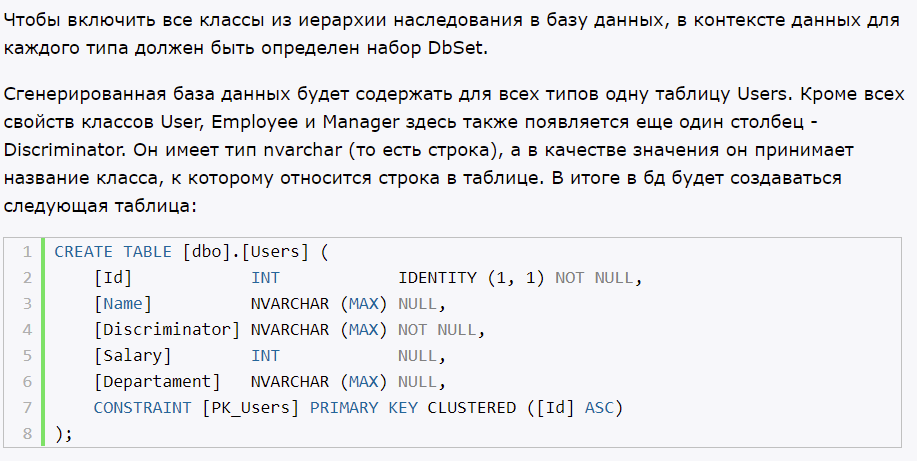 Чтобы включить все классы из иерархии наследования в базу данных, в контексте данных для
каждого типа должен быть определен набор DbSet.
Сгенерированная база данных будет содержать для всех типов одну таблицу Users. Кроме всех
свойств классов User, Employee и Manager здесь также появляется еще один столбец -
Discriminator. Он имеет тип nvarchar (то есть строка), а в качестве значения он принимает
название класса, к которому относится строка в таблице. В итоге в бд будет создаваться
следующая таблица:
1 CREATE TABLE [dbo].[Users] (
2     [Id]            INT            IDENTITY (1, 1) NOT NULL,
3     [Name]          NVARCHAR (MAX) NULL,
4     [Discriminator] NVARCHAR (MAX) NOT NULL,
5     [Salary]        INT            NULL,
6     [Departament]   NVARCHAR (MAX) NULL,
7     CONSTRAINT [PK_Users] PRIMARY KEY CLUSTERED ([Id] ASC)
8 );